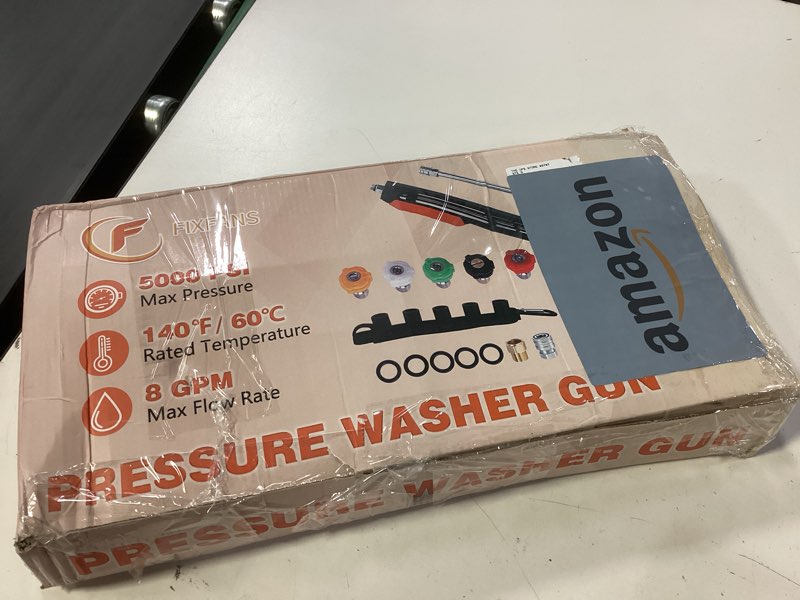 FIXFANS
5000 PSI
Max Pressure
140°F / 60°C
Rated Temperature
8 GPM
Max Flow Rate
PRESSURE WASHER GUN
PRESSURE WASHER GUN
amazon